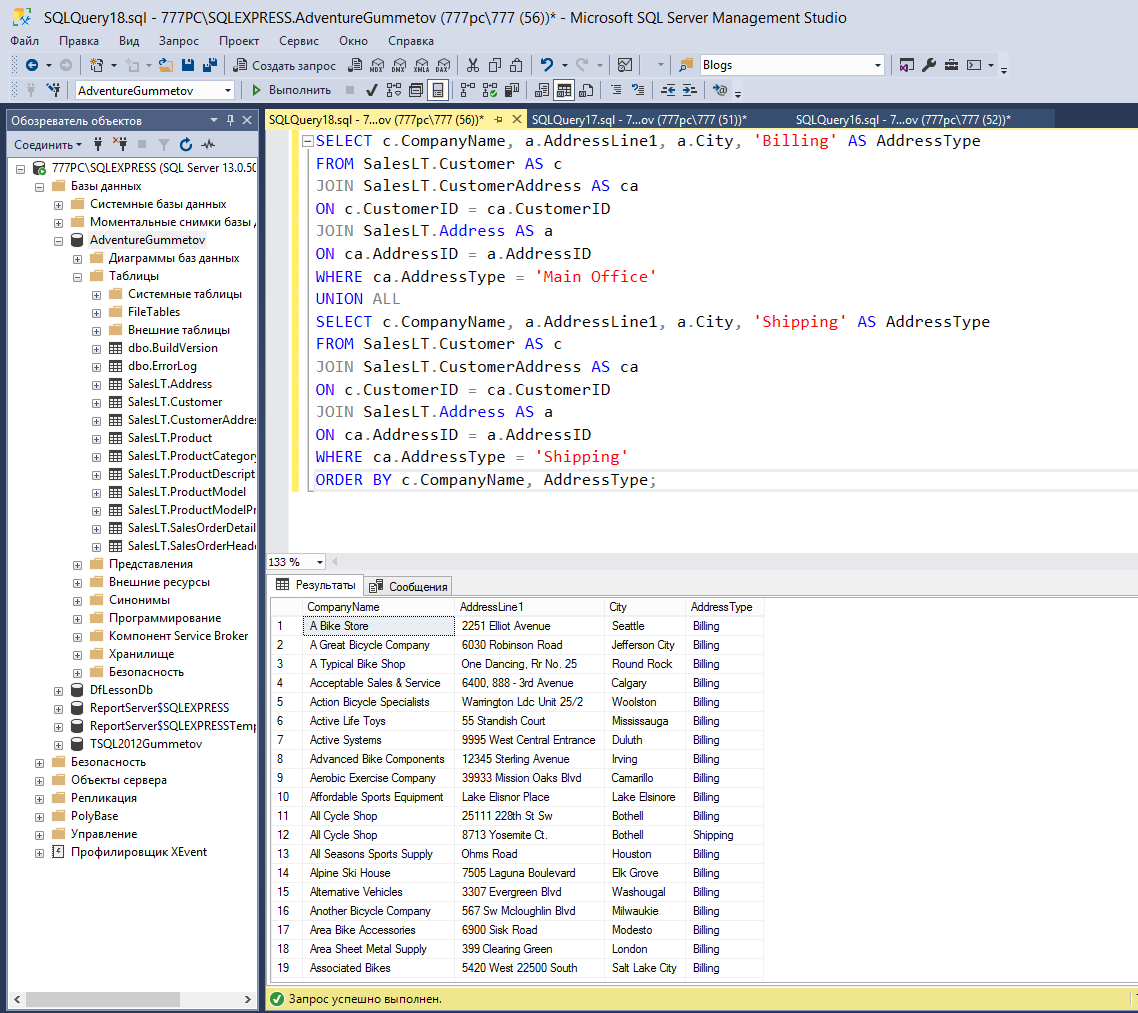 SQLQuery18.sql - 777PC\SQLEXPRESS.AdventureGummetov (777pc\777 (56))* - Microsoft SQL Server Management Studio
Файл Правка Вид Запрос Проект Сервис Окно Справка
Создать запрос MDX DMX XMLA DAX Blogs
AdventureGummetov Выполнить
Обозреватель объектов
Соединить
777PC\SQLEXPRESS (SQL Server 13.0.50
Базы данных
Системные базы данных
Моментальные снимки базы
AdventureGummetov
Диаграммы баз данных
Таблицы
Системные таблицы
FileTables
Внешние таблицы
dbo.BuildVersion
dbo.ErrorLog
SalesLT.Address
SalesLT.Customer
SalesLT.CustomerAddre
SalesLT.Product
SalesLT.ProductCategory
SalesLT.ProductDescript
SalesLT.ProductModel
SalesLT.ProductModelPr
SalesLT.SalesOrderDetail
SalesLT.SalesOrderHead
Представления
Внешние ресурсы
Синонимы
Программирование
Компонент Service Broker
Хранилище
Безопасность
DfLessonDb
ReportServer$SQLEXPRESS
ReportServer$SQLEXPRESSTemp
TSQL2012Gummetov
Безопасность
Объекты сервера
Репликация
PolyBase
Управление
Профилировщик XEvent
SQLQuery18.sql - 7...ov (777pc\777 (56))* SQLQuery17.sql - 7...ov (777pc\777 (51))* SQLQuery16.sql - 7...ov (777pc\777 (52))*
SELECT c.CompanyName, a.AddressLine1, a.City, 'Billing' AS AddressType
FROM SalesLT.Customer AS c
JOIN SalesLT.CustomerAddress AS ca
ON c.CustomerID = ca.CustomerID
JOIN SalesLT.Address AS a
ON ca.AddressID = a.AddressID
WHERE ca.AddressType = 'Main Office'
UNION ALL
SELECT c.CompanyName, a.AddressLine1, a.City, 'Shipping' AS AddressType
FROM SalesLT.Customer AS c
JOIN SalesLT.CustomerAddress AS ca
ON c.CustomerID = ca.CustomerID
JOIN SalesLT.Address AS a
ON ca.AddressID = a.AddressID
WHERE ca.AddressType = 'Shipping'
ORDER BY c.CompanyName, AddressType;
133 %
Результаты Сообщения
CompanyName AddressLine1 City AddressType
1 A Bike Store 2251 Elliot Avenue Seattle Billing
2 A Great Bicycle Company 6030 Robinson Road Jefferson City Billing
3 A Typical Bike Shop One Dancing, Rr No. 25 Round Rock Billing
4 Acceptable Sales & Service 6400, 888 - 3rd Avenue Calgary Billing
5 Action Bicycle Specialists Warrington Ldc Unit 25/2 Woolston Billing
6 Active Life Toys 55 Standish Court Mississauga Billing
7 Active Systems 9995 West Central Entrance Duluth Billing
8 Advanced Bike Components 12345 Sterling Avenue Irving Billing
9 Aerobic Exercise Company 39933 Mission Oaks Blvd Camarillo Billing
10 Affordable Sports Equipment Lake Elisnor Place Lake Elsinore Billing
11 All Cycle Shop 25111 228th St Sw Bothell Billing
12 All Cycle Shop 8713 Yosemite Ct. Bothell Shipping
13 All Seasons Sports Supply Ohms Road Houston Billing
14 Alpine Ski House 7505 Laguna Boulevard Elk Grove Billing
15 Alternative Vehicles 3307 Evergreen Blvd Washougal Billing
16 Another Bicycle Company 567 Sw Mcloughlin Blvd Milwaukie Billing
17 Area Bike Accessories 6900 Sisk Road Modesto Billing
18 Area Sheet Metal Supply 399 Clearing Green London Billing
19 Associated Bikes 5420 West 22500 South Salt Lake City Billing
Запрос успешно выполнен.